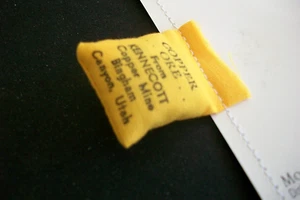 COPPER
ORE
From
KENNECOTT
Copper Mine
Bingham
Canyon, Utah